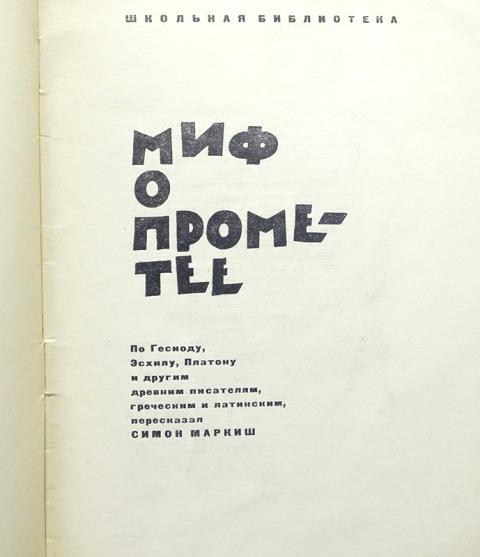 ШКОЛЬНАЯ БИБЛИОТЕКА
МИФ
О
ПРОМЕ-
ТЕЕ
По Гесиоду,
Эсхилу, Платону
и другим
древним писателям,
греческим и латинским,
пересказал
СИМОН МАРКИШ